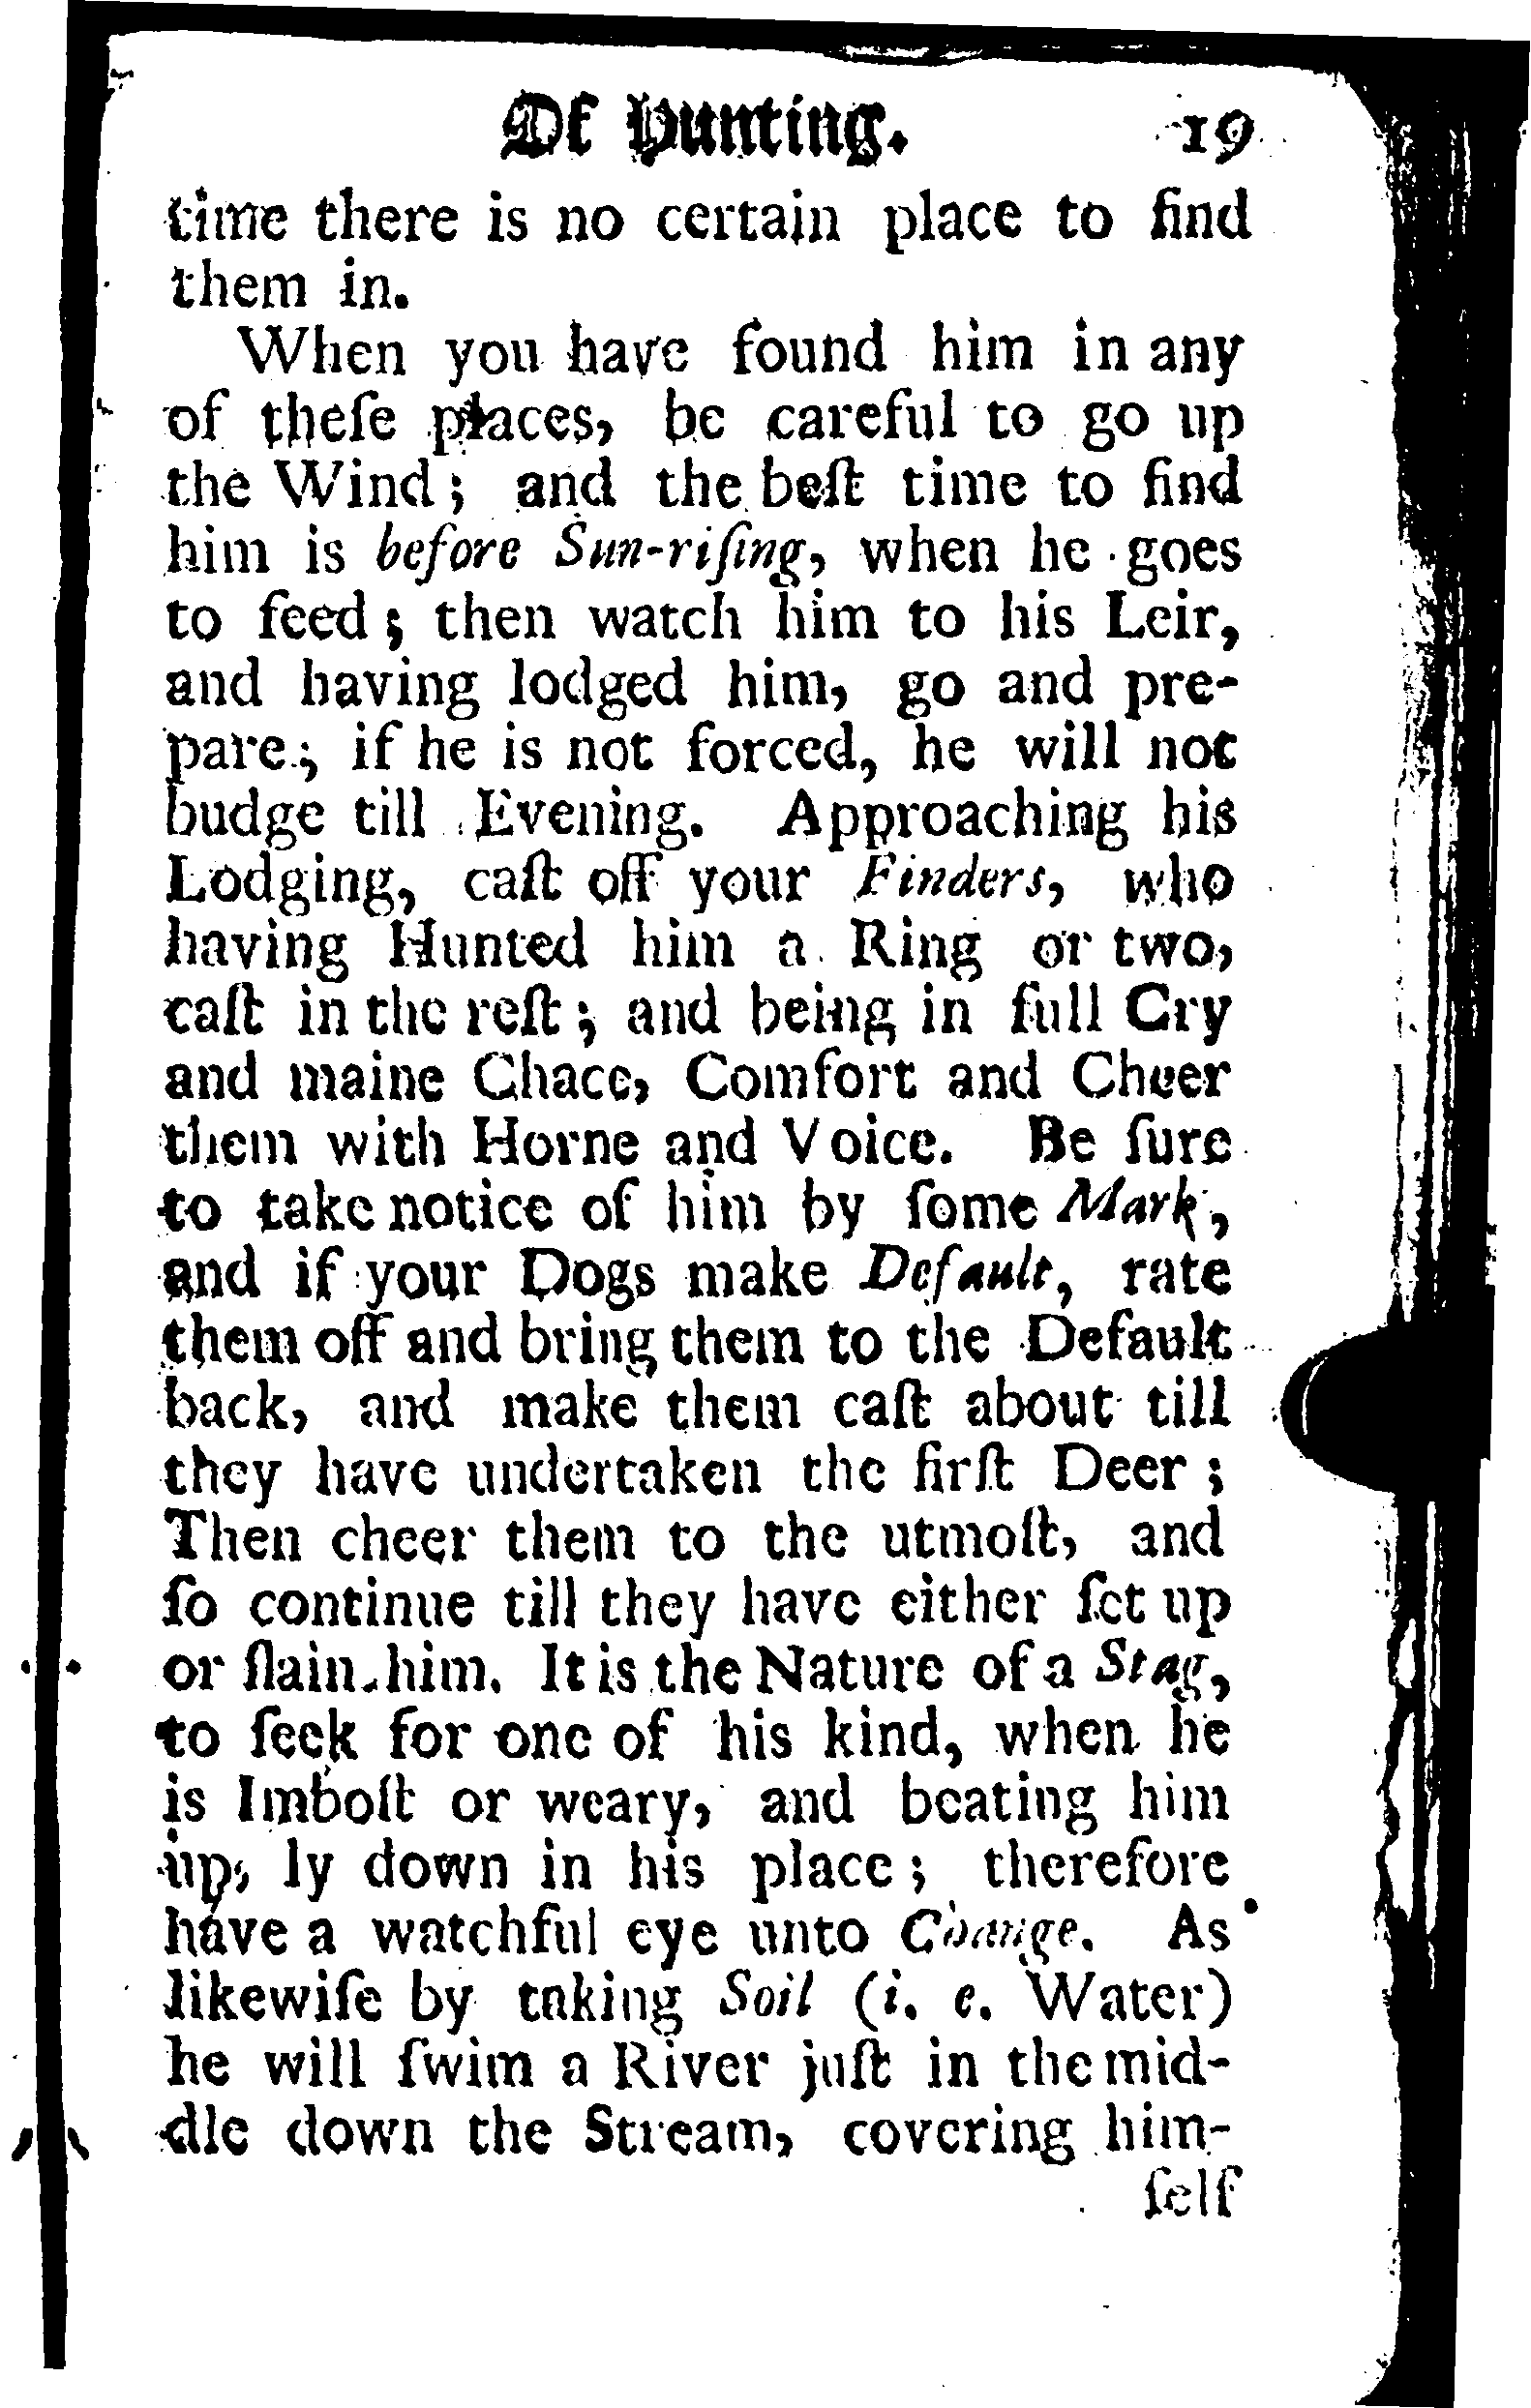 Of Hunting. 19
time there is no certain place to find
them in.
When you have found him in any
of theſe places, be careful to go up
the Wind; and the beſt time to find
him is before Sun-riſing, when he goes
to feed; then watch him to his Leir,
and having lodged him, go and pre-
pare; if he is not forced, he will not
budge till Evening. Approaching his
Lodging, caſt off your Finders, who
having Hunted him a Ring or two,
caſt in the reſt; and being in full Cry
and maine Chace, Comfort and Cheer
them with Horne and Voice. Be ſure
to take notice of him by ſome Mark,
and if your Dogs make Default, rate
them off and bring them to the Default
back, and make them caſt about till
they have undertaken the firſt Deer;
Then cheer them to the utmoſt, and
ſo continue till they have either ſet up
or ſlain him. It is the Nature of a Stag,
to ſeek for one of his kind, when he
is Imboſt or weary, and beating him
up, ly down in his place; therefore
have a watchful eye unto Change. As
likewiſe by taking Soil (i. e. Water)
he will ſwim a River juſt in the mid-
dle down the Stream, covering him-
ſelf